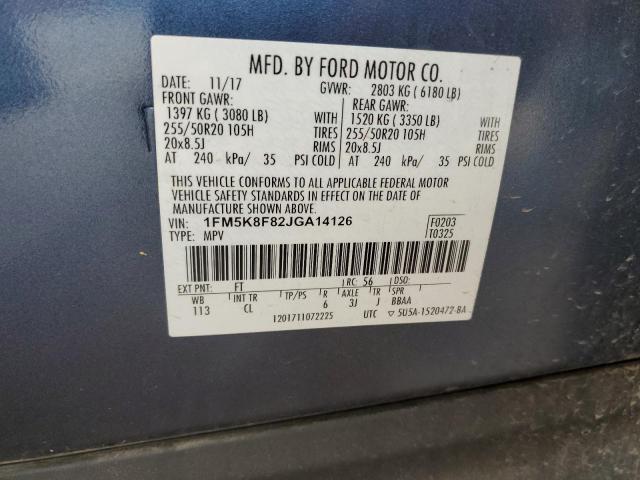 MFD. BY FORD MOTOR CO.
DATE: 11/17 GVWR: 2803 KG ( 6180 LB)
FRONT GAWR: REAR GAWR:
1397 KG ( 3080 LB) WITH 1520 KG ( 3350 LB) WITH
255/50R20 105H TIRES 255/50R20 105H TIRES
20x8.5J RIMS 20x8.5J RIMS
AT 240 kPa/ 35 PSI COLD AT 240 kPa/ 35 PSI COLD
THIS VEHICLE CONFORMS TO ALL APPLICABLE FEDERAL MOTOR
VEHICLE SAFETY STANDARDS IN EFFECT ON THE DATE OF
MANUFACTURE SHOWN ABOVE.
VIN: 1FM5K8F82JGA14126 F0203
TYPE: MPV T0325
EXT PNT: FT RC: 56 DSO:
WB INT TR TP/PS R AXLE TR SPR
113 CL 6 3J J BBAA
1201711072225 UTC ▽ 5U5A-1520472-BA